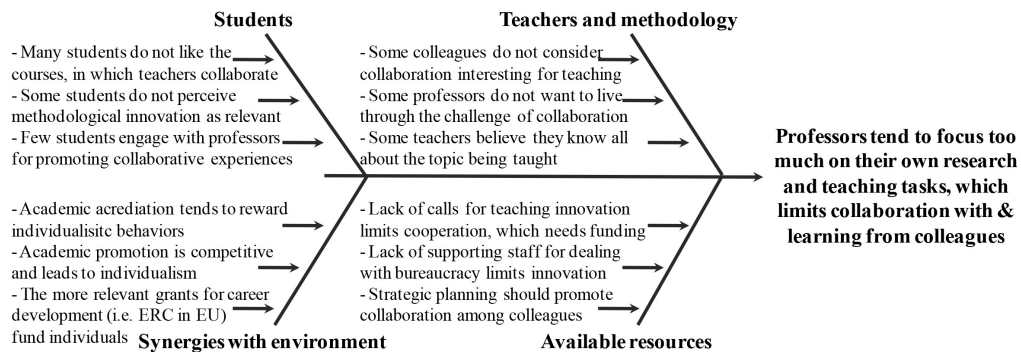 Students
- Many students do not like the
courses, in which teachers collaborate
- Some students do not perceive
methodological innovation as relevant
- Few students engage with professors
for promoting collaborative experiences
Teachers and methodology
- Some colleagues do not consider
collaboration interesting for teaching
- Some professors do not want to live
through the challenge of collaboration
- Some teachers believe they know all
about the topic being taught
Professors tend to focus too
much on their own research
and teaching tasks, which
limits collaboration with &
learning from colleagues
- Academic acrediation tends to reward
individualisitc behaviors
- Academic promotion is competitive
and leads to individualism
- The more relevant grants for career
development (i.e. ERC in EU)
fund individuals
Synergies with environment
- Lack of calls for teaching innovation
limits cooperation, which needs funding
- Lack of supporting staff for dealing
with bureaucracy limits innovation
- Strategic planning should promote
collaboration among colleagues
Available resources